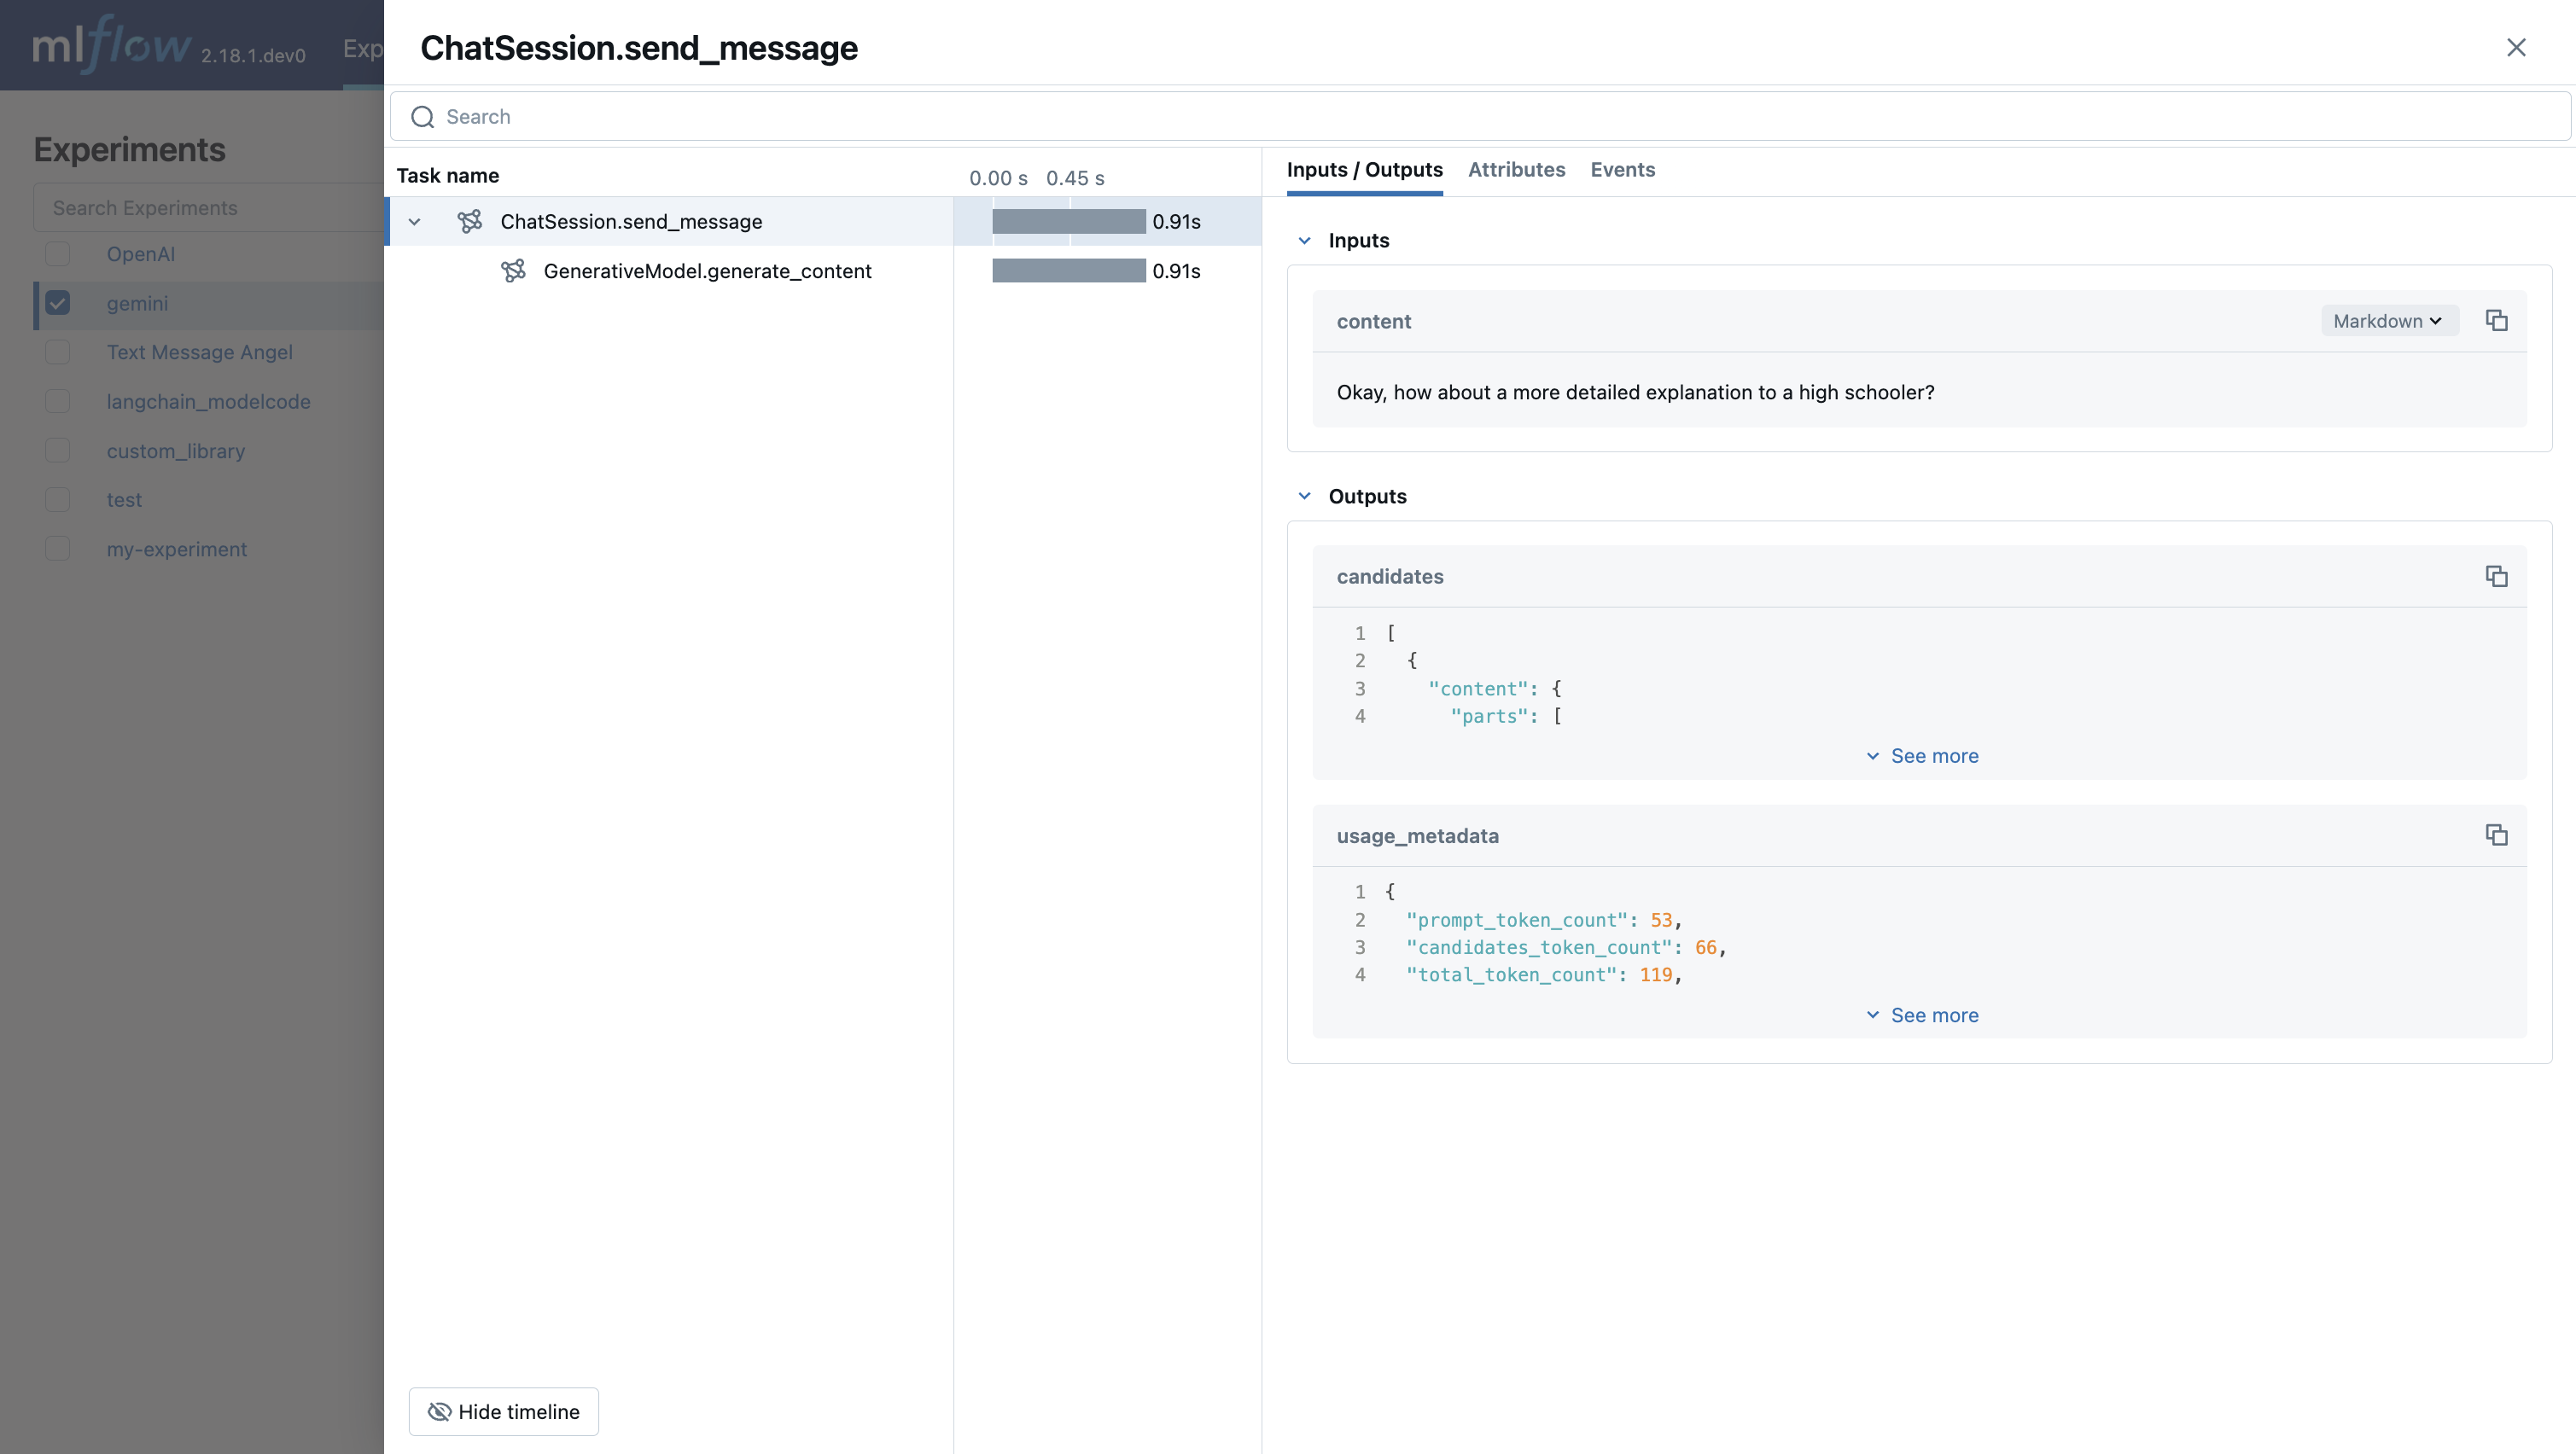 mlflow 2.18.1.dev0 Exp
Experiments
Search Experiments
OpenAI
gemini
Text Message Angel
langchain_modelcode
custom_library
test
my-experiment
ChatSession.send_message
Search
Task name
0.00 s 0.45 s
ChatSession.send_message 0.91s
GenerativeModel.generate_content 0.91s
Hide timeline
Inputs / Outputs Attributes Events
Inputs
content Markdown
Okay, how about a more detailed explanation to a high schooler?
Outputs
candidates
1 [
2 {
3 "content": {
4 "parts": [
See more
usage_metadata
1 {
2 "prompt_token_count": 53,
3 "candidates_token_count": 66,
4 "total_token_count": 119,
See more